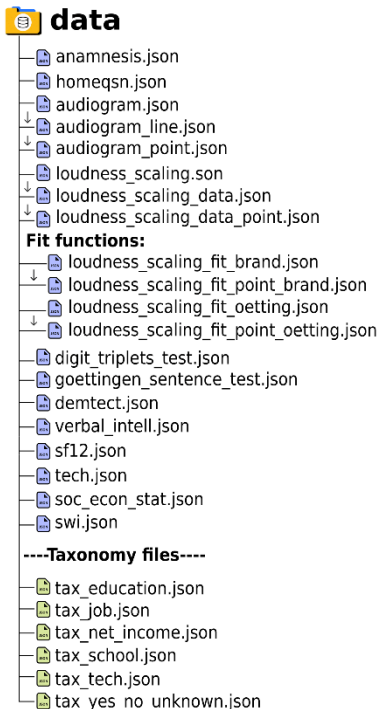 data
anamnesis.json
homeqsn.json
audiogram.json
audiogram_line.json
audiogram_point.json
loudness_scaling.son
loudness_scaling_data.json
loudness_scaling_data_point.json
Fit functions:
loudness_scaling_fit_brand.json
loudness_scaling_fit_point_brand.json
loudness_scaling_fit_oetting.json
loudness_scaling_fit_point_oetting.json
digit_triplets_test.json
goettingen_sentence_test.json
demtect.json
verbal_intell.json
sf12.json
tech.json
soc_econ_stat.json
swi.json
----Taxonomy files----
tax_education.json
tax_job.json
tax_net_income.json
tax_school.json
tax_tech.json
tax_yes_no_unknown.json